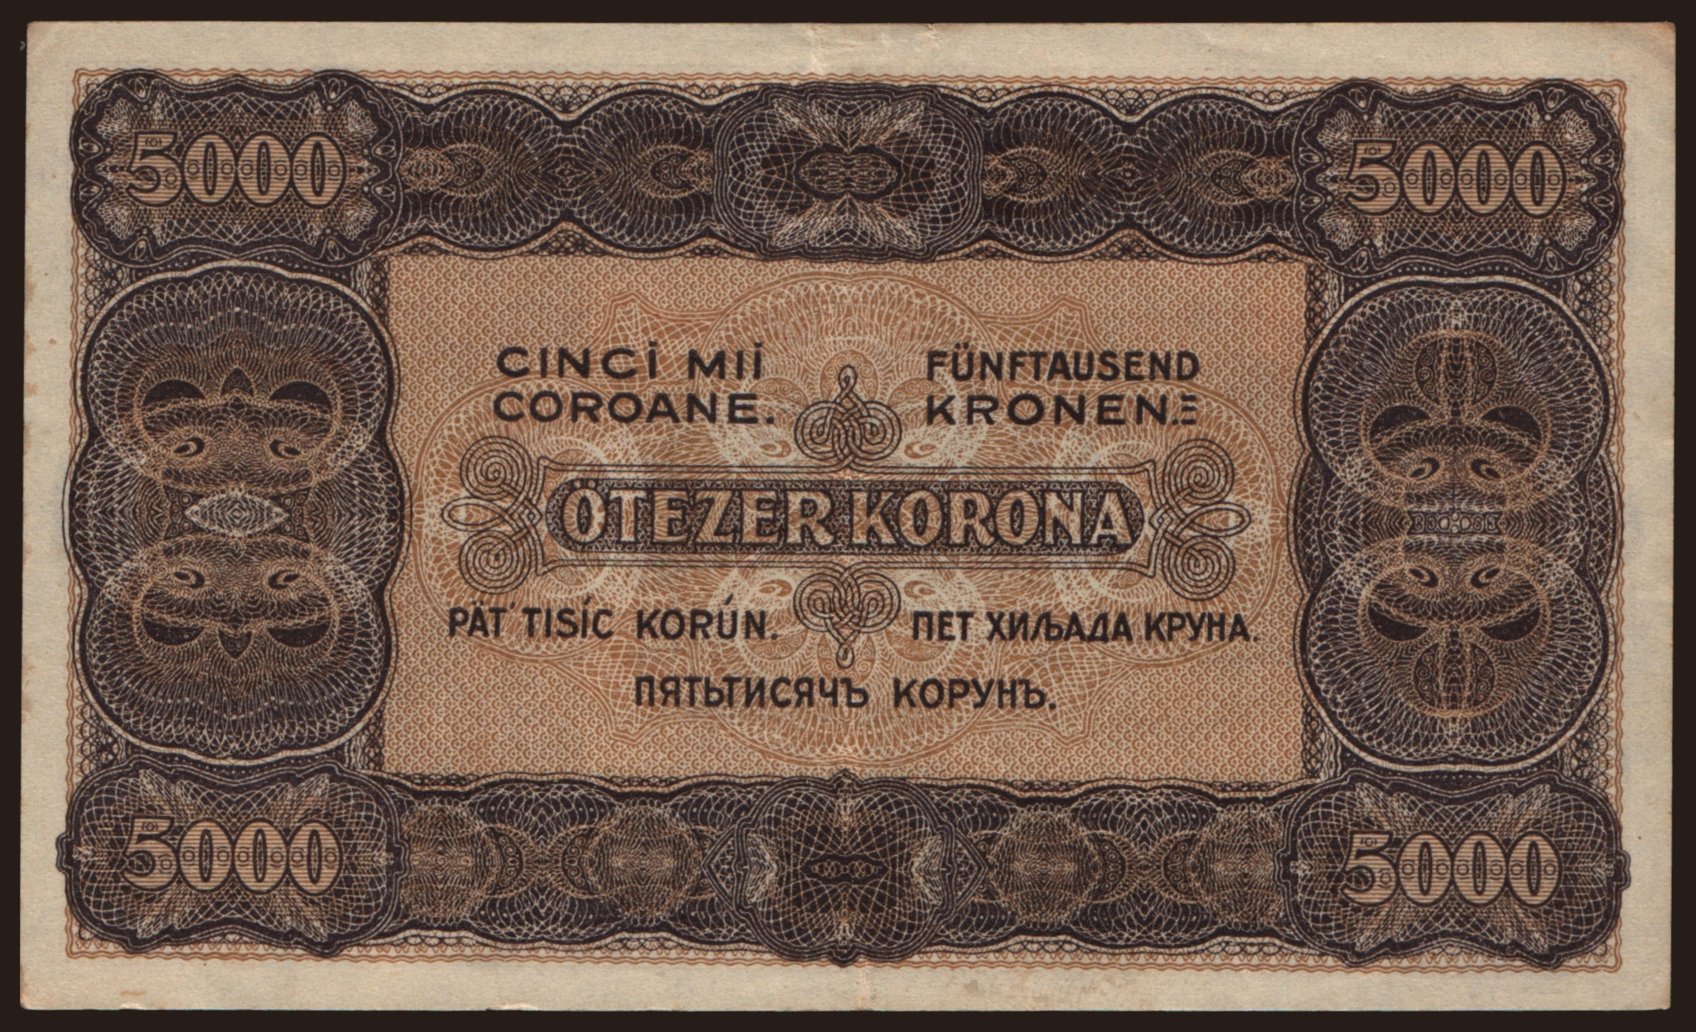 5000 5000
CINCİ MIİ
COROANE.
FÜNFTAUSEND
KRONEN.
ÖTEZER KORONA
PÄT' TISÍC KORÚN.
ПЕТ ХИЉАДА КРУНА.
ПЯТЬТИСЯЧЪ КОРУНЪ.
5000 5000